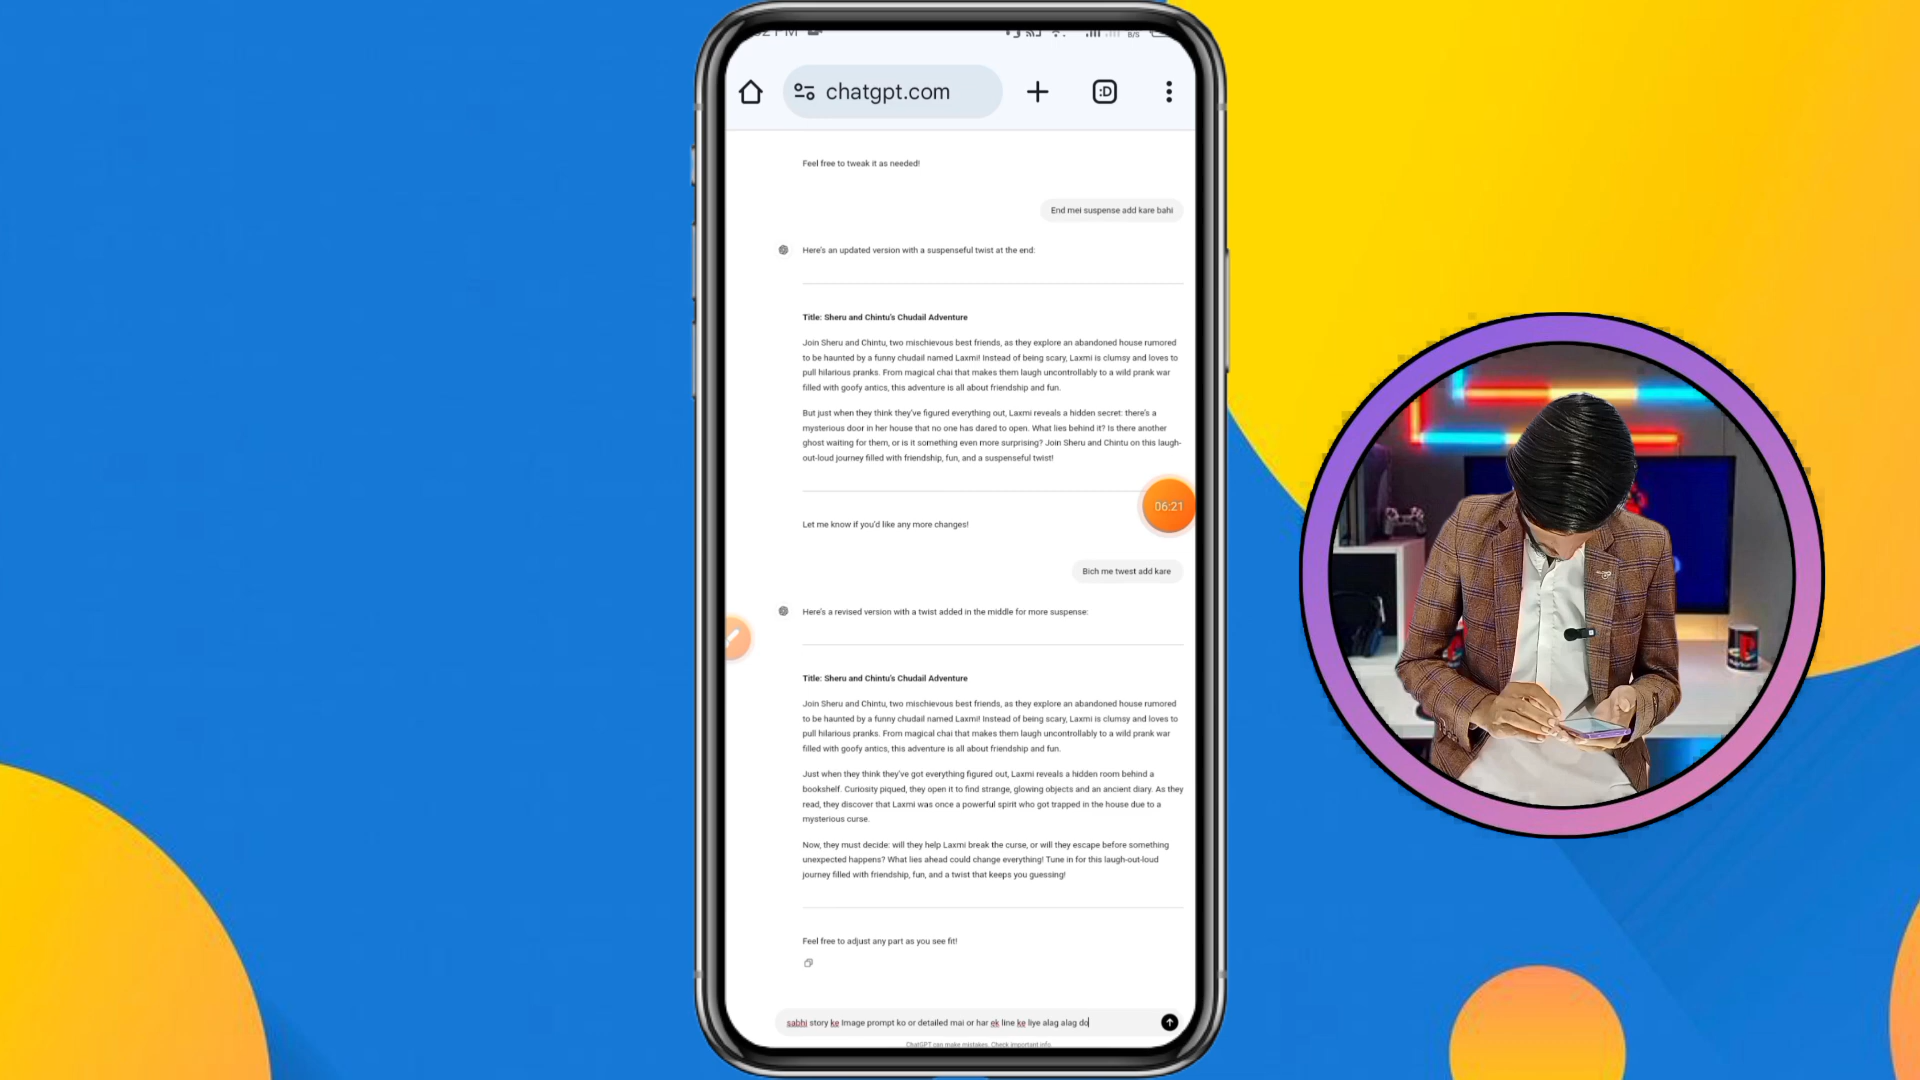 chatgpt.com
:D
Feel free to tweak it as needed!
End mei suspense add kare bahi
Here's an updated version with a suspenseful twist at the end:
Title: Sheru and Chintu's Chudail Adventure
Join Sheru and Chintu, two mischievous best friends, as they explore an abandoned house rumored
to be haunted by a funny chudail named Laxmi! Instead of being scary, Laxmi is clumsy and loves to
pull hilarious pranks. From magical chai that makes them laugh uncontrollably to a wild prank war
filled with goofy antics, this adventure is all about friendship and fun.
But just when they think they've figured everything out, Laxmi reveals a hidden secret: there's a
mysterious door in her house that no one has dared to open. What lies behind it? Is there another
ghost waiting for them, or is it something even more surprising? Join Sheru and Chintu on this laugh-
out-loud journey filled with friendship, fun, and a suspenseful twist!
06:21
Let me know if you'd like any more changes!
Bich me twest add kare
Here's a revised version with a twist added in the middle for more suspense:
Title: Sheru and Chintu's Chudail Adventure
Join Sheru and Chintu, two mischievous best friends, as they explore an abandoned house rumored
to be haunted by a funny chudail named Laxmi! Instead of being scary, Laxmi is clumsy and loves to
pull hilarious pranks. From magical chai that makes them laugh uncontrollably to a wild prank war
filled with goofy antics, this adventure is all about friendship and fun.
Just when they think they've got everything figured out, Laxmi reveals a hidden room behind a
bookshelf. Curiosity piqued, they open it to find strange, glowing objects and an ancient diary. As they
read, they discover that Laxmi was once a powerful spirit who got trapped in the house due to a
mysterious curse.
Now, they must decide: will they help Laxmi break the curse, or will they escape before something
unexpected happens? What lies ahead could change everything! Tune in for this laugh-out-loud
journey filled with friendship, fun, and a twist that keeps you guessing!
Feel free to adjust any part as you see fit!
sabhi story ke Image prompt ko or detailed mai or har ek line ke liye alag alag do
ChatGPT can make mistakes. Check important info.